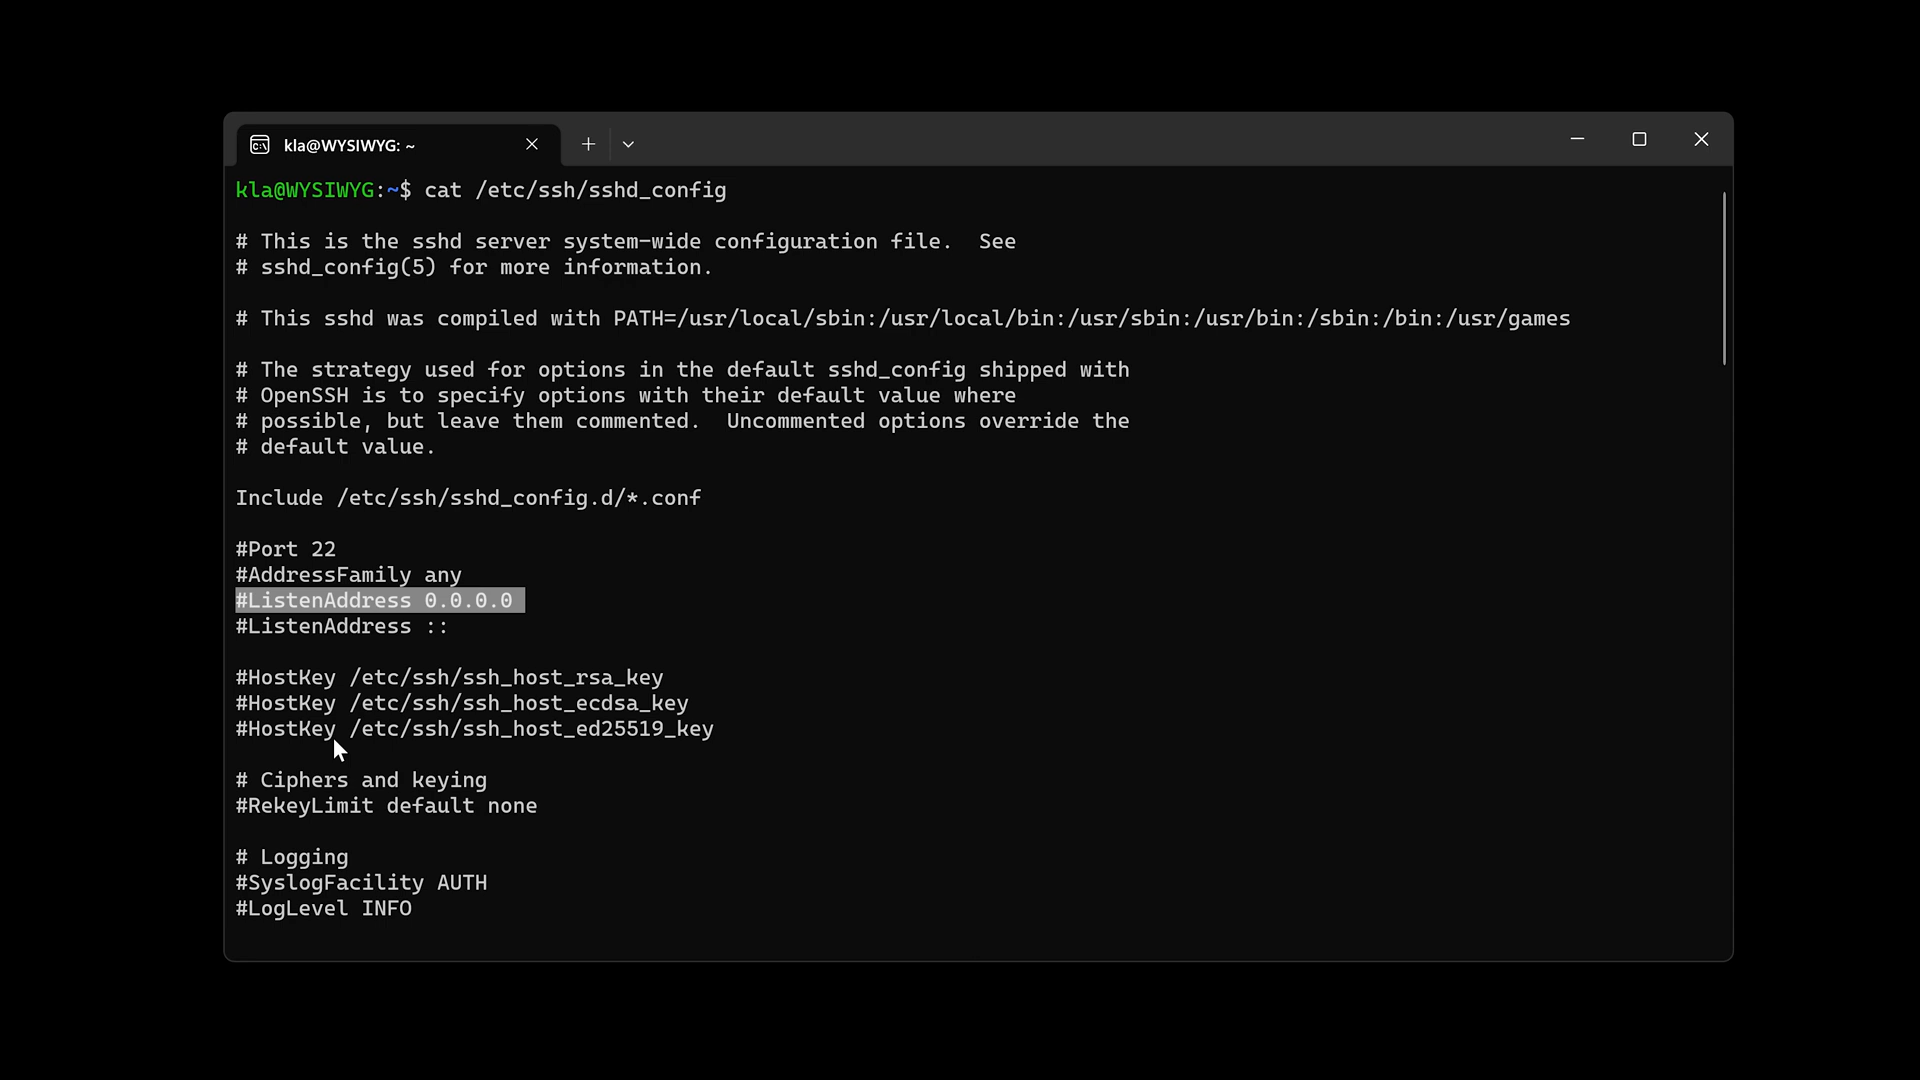 kla@WYSIWYG: ~
kla@WYSIWYG:~$ cat /etc/ssh/sshd_config
# This is the sshd server system-wide configuration file.  See
# sshd_config(5) for more information.
# This sshd was compiled with PATH=/usr/local/sbin:/usr/local/bin:/usr/sbin:/usr/bin:/sbin:/bin:/usr/games
# The strategy used for options in the default sshd_config shipped with
# OpenSSH is to specify options with their default value where
# possible, but leave them commented.  Uncommented options override the
# default value.
Include /etc/ssh/sshd_config.d/*.conf
#Port 22
#AddressFamily any
#ListenAddress 0.0.0.0
#ListenAddress ::
#HostKey /etc/ssh/ssh_host_rsa_key
#HostKey /etc/ssh/ssh_host_ecdsa_key
#HostKey /etc/ssh/ssh_host_ed25519_key
# Ciphers and keying
#RekeyLimit default none
# Logging
#SyslogFacility AUTH
#LogLevel INFO